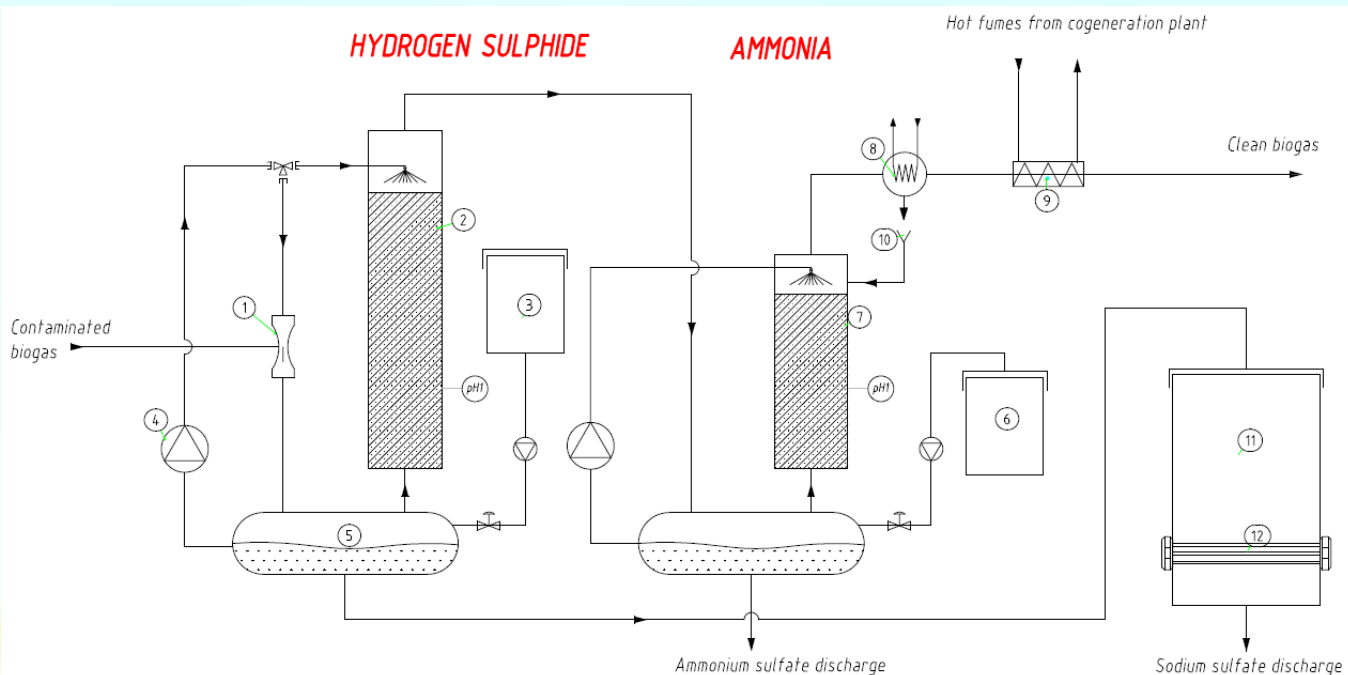 HYDROGEN SULPHIDE
AMMONIA
Hot fumes from cogeneration plant
Clean biogas
8
9
2
10
3
1
7
Contaminated
biogas
pH1
pH1
4
6
11
5
12
Ammonium sulfate discharge
Sodium sulfate discharge